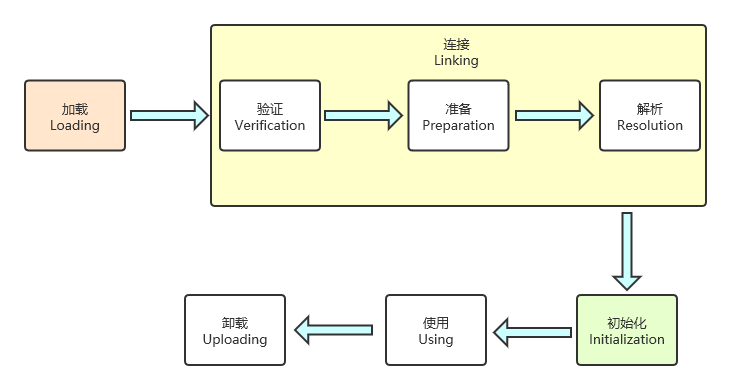 连接
Linking
加载
Loading
验证
Verification
准备
Preparation
解析
Resolution
卸载
Uploading
使用
Using
初始化
Initialization